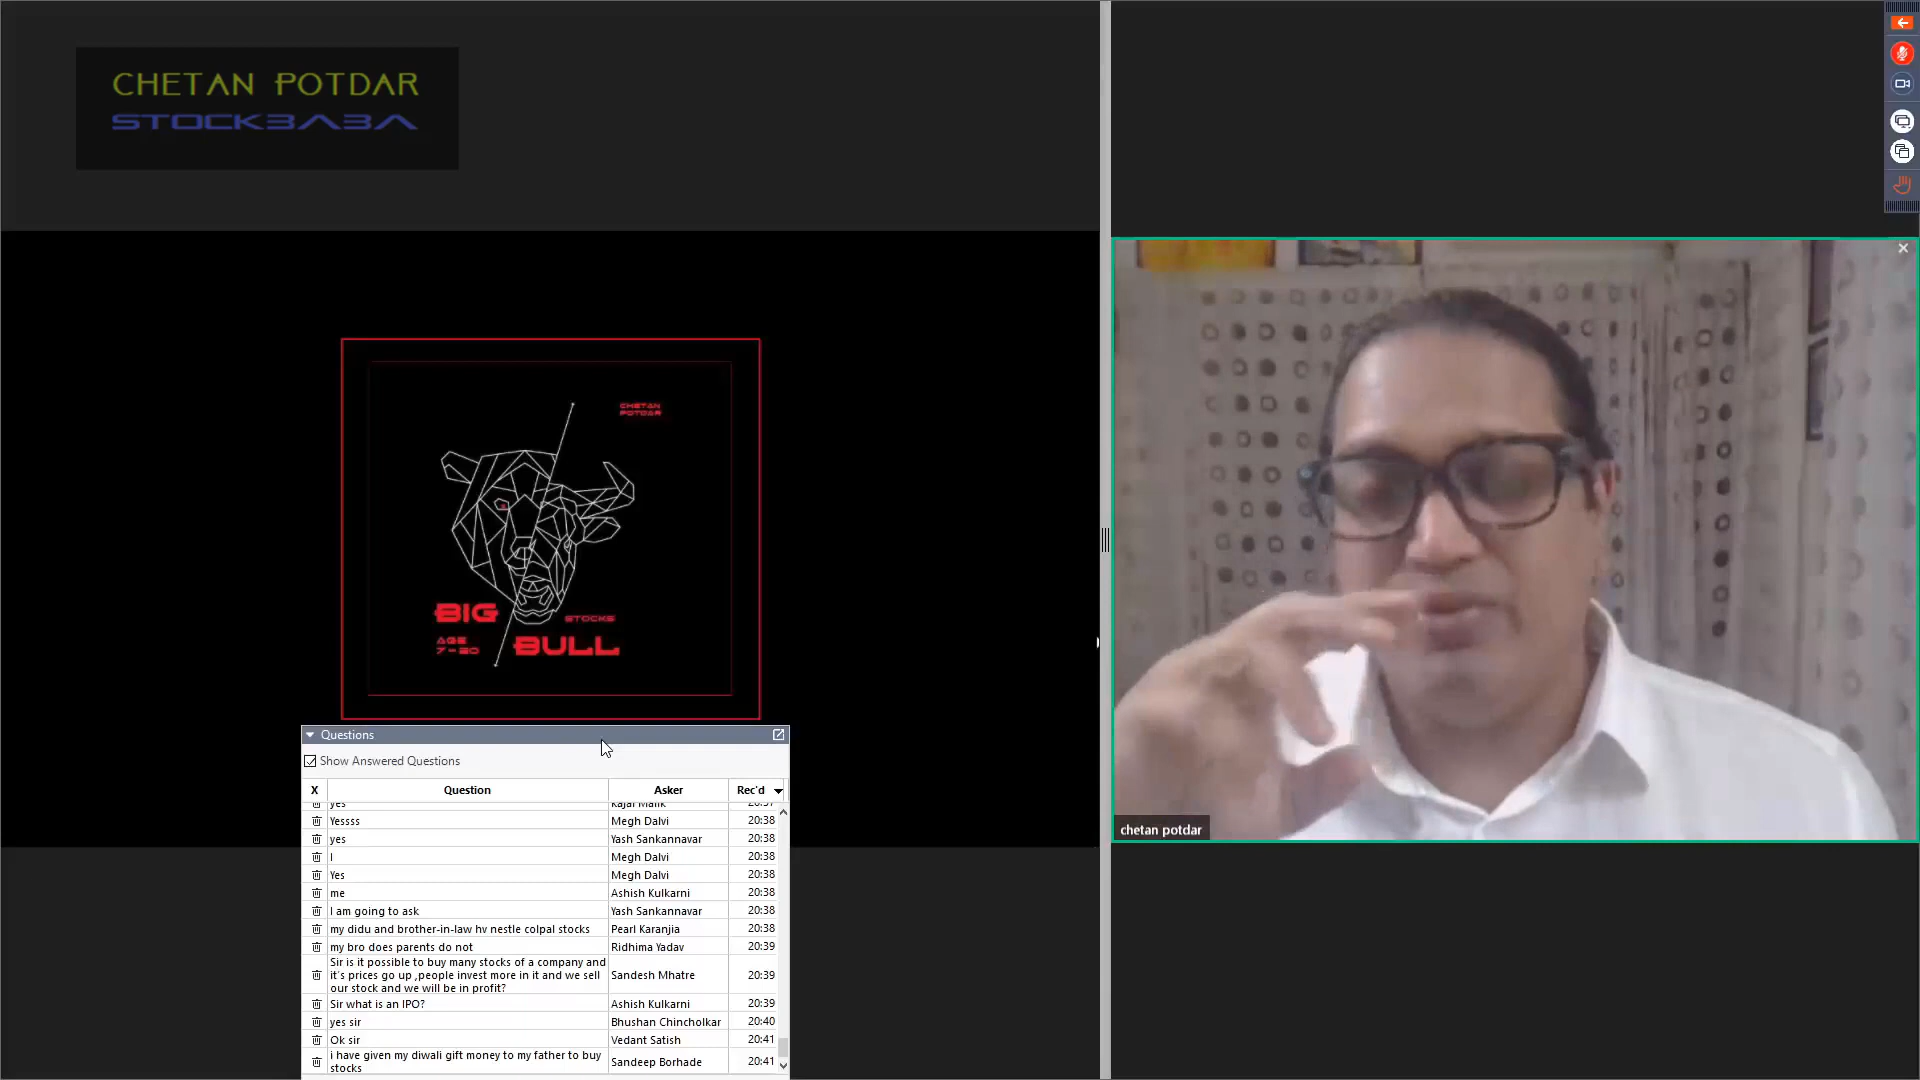 CHETAN POTDAR
STOCKBABA
CHETAN
POTDAR
BIG
STOCKS
AGE
7-20
BULL
Questions
Show Answered Questions
X Question Asker Rec'd
yes Kajal Malik 20:37
Yessss Megh Dalvi 20:38
yes Yash Sankannavar 20:38
I Megh Dalvi 20:38
Yes Megh Dalvi 20:38
me Ashish Kulkarni 20:38
I am going to ask Yash Sankannavar 20:38
my didu and brother-in-law hv nestle colpal stocks Pearl Karanjia 20:38
my bro does parents do not Ridhima Yadav 20:39
Sir is it possible to buy many stocks of a company and
it's prices go up ,people invest more in it and we sell Sandesh Mhatre 20:39
our stock and we will be in profit?
Sir what is an IPO? Ashish Kulkarni 20:39
yes sir Bhushan Chincholkar 20:40
Ok sir Vedant Satish 20:41
i have given my diwali gift money to my father to buy
stocks Sandeep Borhade 20:41
chetan potdar